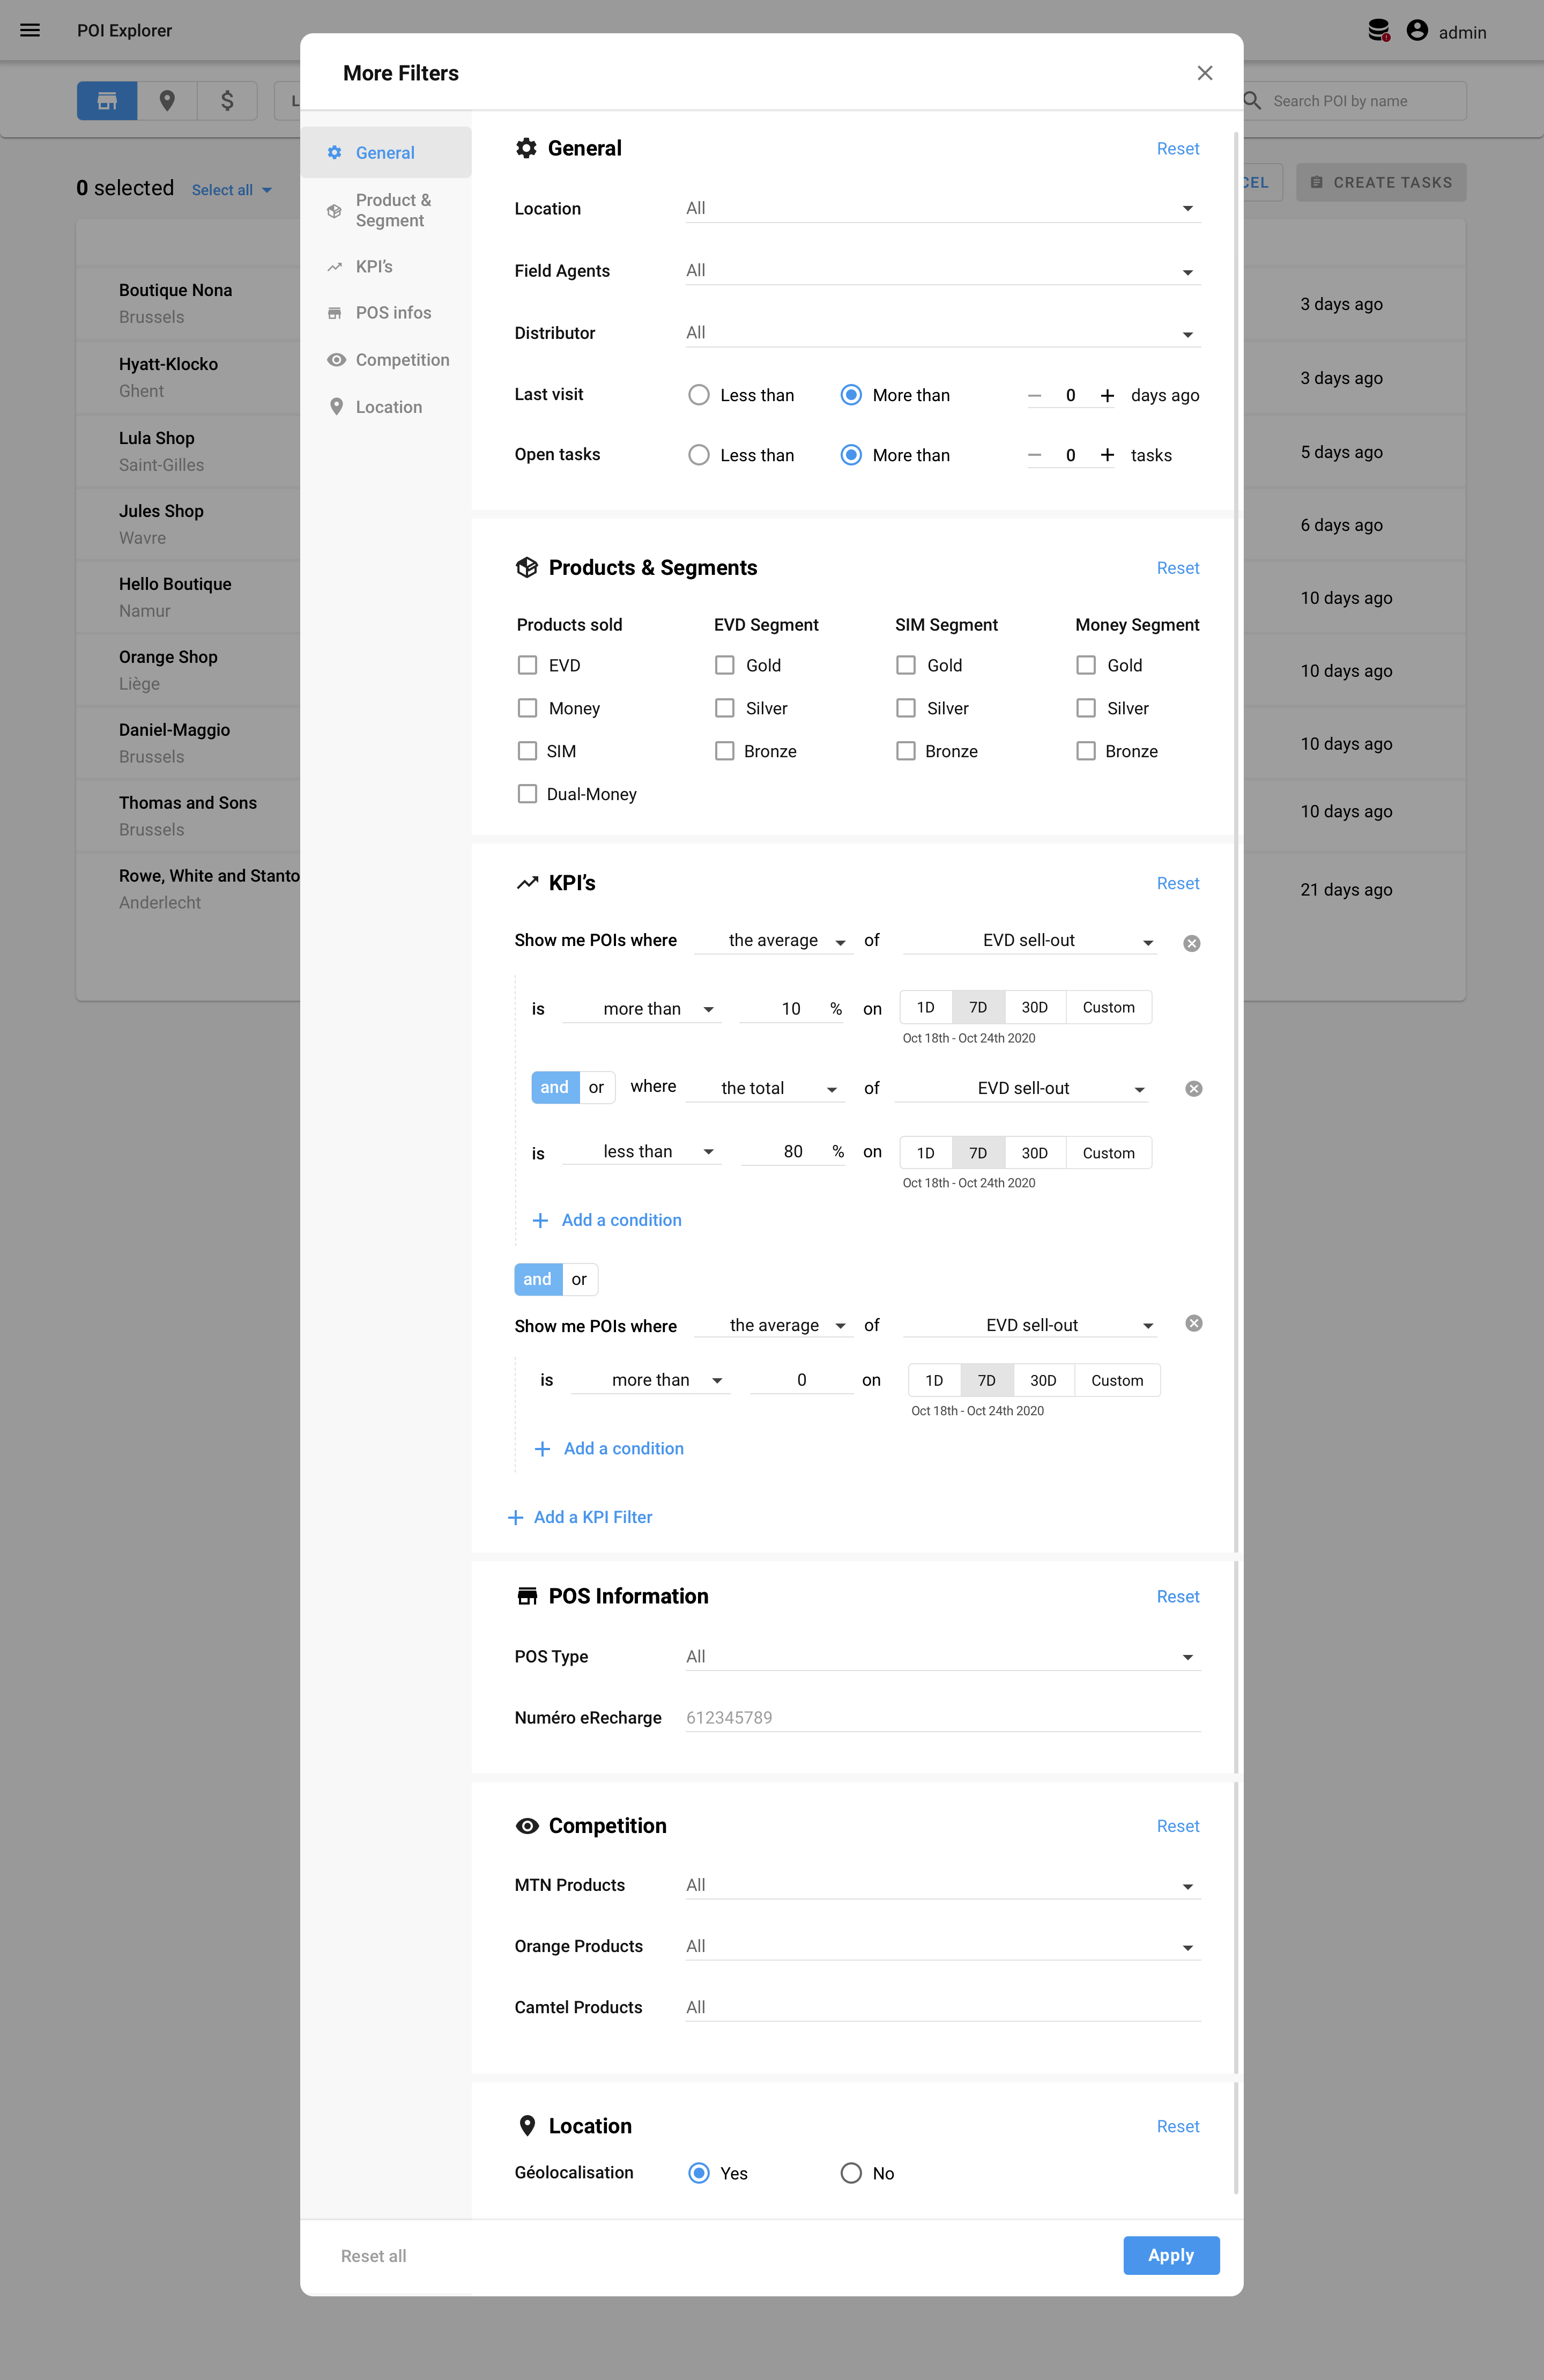 POI Explorer
admin
More Filters
$
L
Search POI by name
General
Product &
Segment
KPI's
POS infos
Competition
Location
0 selected
Select all
CEL
CREATE TASKS
Boutique Nona
Brussels
3 days ago
Hyatt-Klocko
Ghent
3 days ago
Lula Shop
Saint-Gilles
5 days ago
Jules Shop
Wavre
6 days ago
Hello Boutique
Namur
10 days ago
Orange Shop
Liège
10 days ago
Daniel-Maggio
Brussels
10 days ago
Thomas and Sons
Brussels
10 days ago
Rowe, White and Stanto
Anderlecht
21 days ago
General
Reset
Location All
Field Agents All
Distributor All
Last visit Less than More than 0 days ago
Open tasks Less than More than 0 tasks
Products & Segments
Reset
Products sold EVD Segment SIM Segment Money Segment
EVD Gold Gold Gold
Money Silver Silver Silver
SIM Bronze Bronze Bronze
Dual-Money
KPI’s
Reset
Show me POIs where the average of EVD sell-out
is more than 10 % on 1D 7D 30D Custom
Oct 18th - Oct 24th 2020
and or where the total of EVD sell-out
is less than 80 % on 1D 7D 30D Custom
Oct 18th - Oct 24th 2020
Add a condition
and or
Show me POIs where the average of EVD sell-out
is more than 0 on 1D 7D 30D Custom
Oct 18th - Oct 24th 2020
Add a condition
Add a KPI Filter
POS Information
Reset
POS Type All
Numéro eRecharge 612345789
Competition
Reset
MTN Products All
Orange Products All
Camtel Products All
Location
Reset
Géolocalisation Yes No
Reset all
Apply